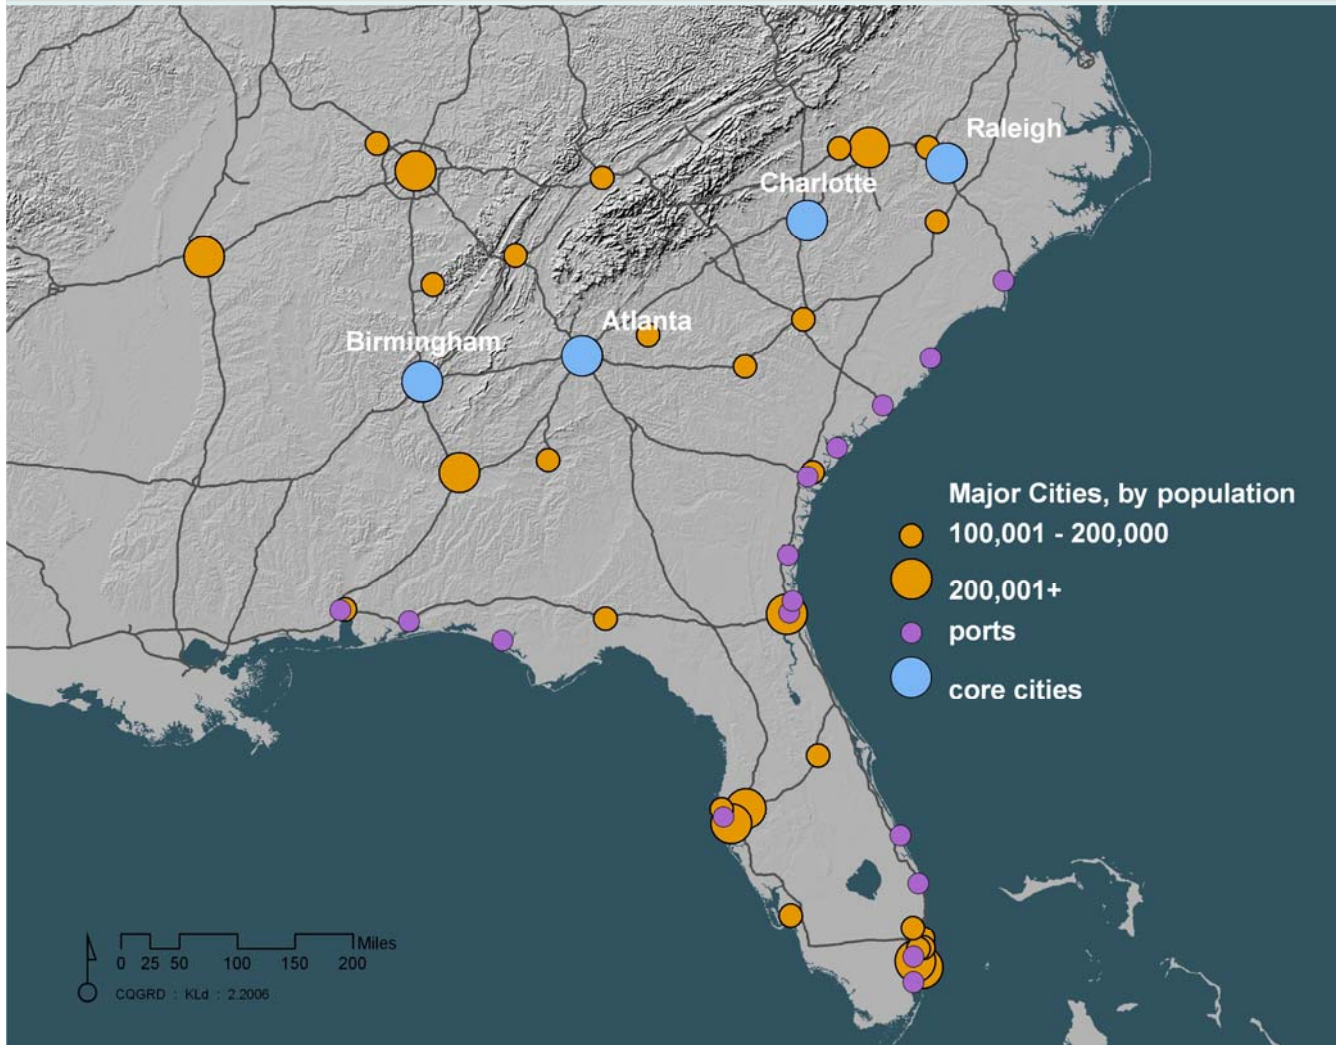 Raleigh
Charlotte
Atlanta
Birmingham
Major Cities, by population
100,001 - 200,000
200,001+
ports
core cities
Miles
0 25 50 100 150 200
CQGRD : KLd : 2.2006